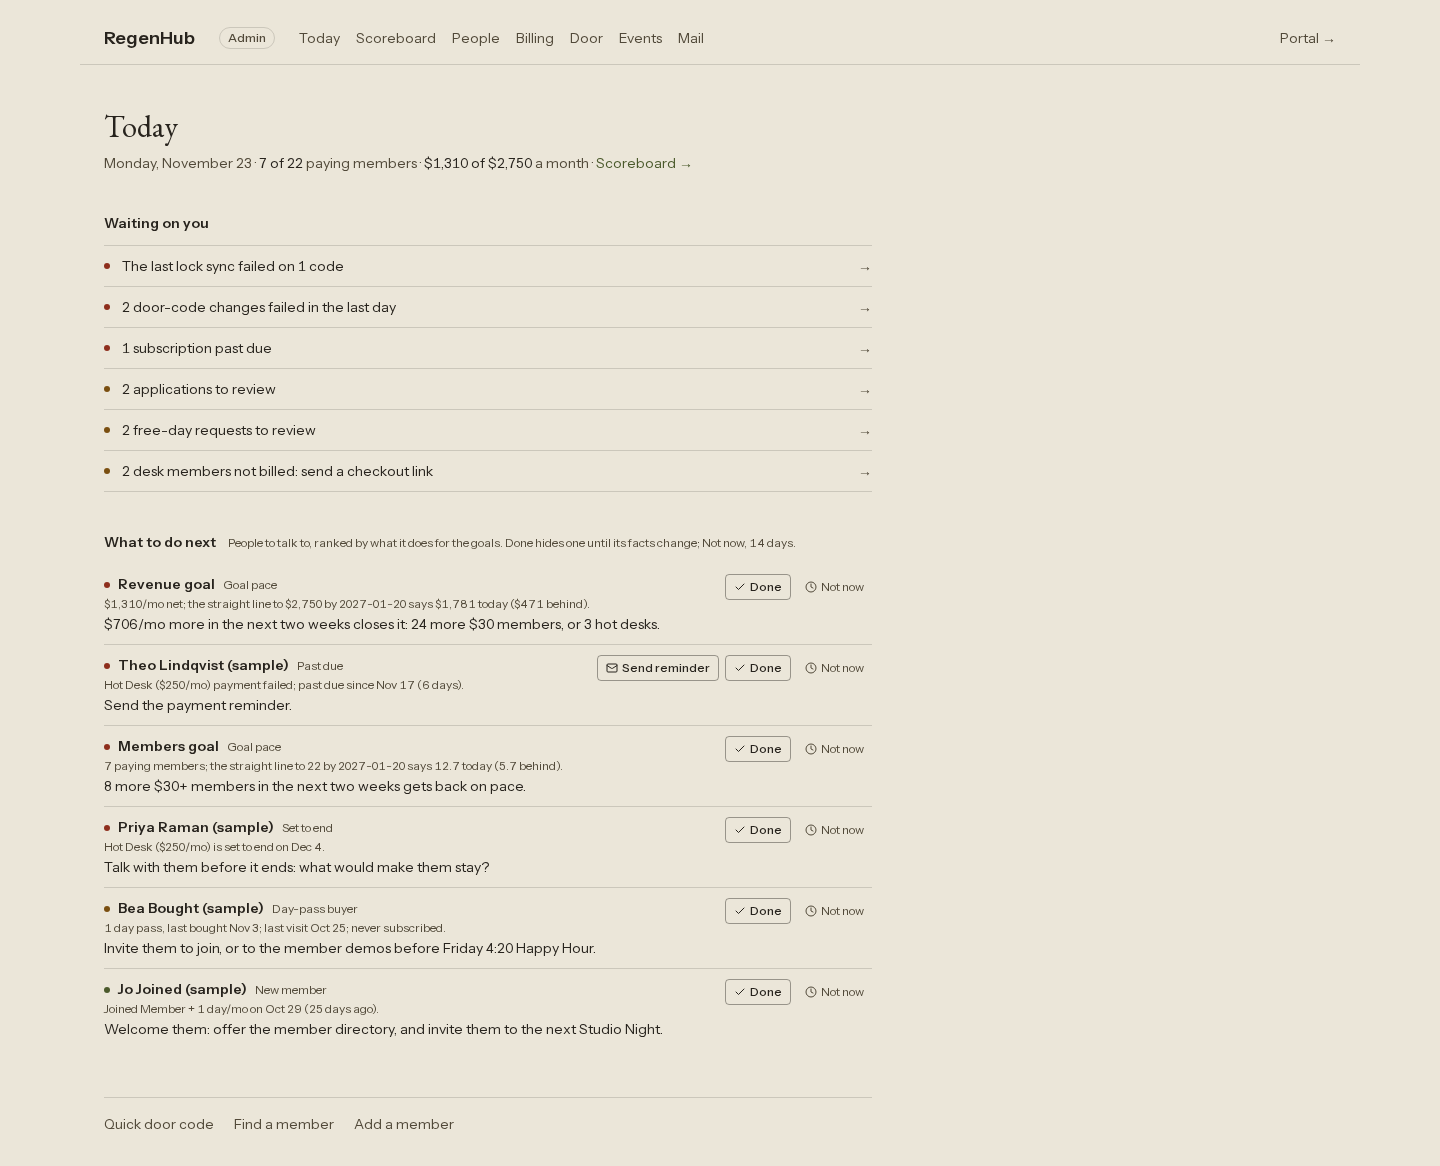 RegenHub Admin Today Scoreboard People Billing Door Events Mail Portal →
Today
Monday, November 23 · 7 of 22 paying members · $1,310 of $2,750 a month · Scoreboard →
Waiting on you
The last lock sync failed on 1 code →
2 door-code changes failed in the last day →
1 subscription past due →
2 applications to review →
2 free-day requests to review →
2 desk members not billed: send a checkout link →
What to do next People to talk to, ranked by what it does for the goals. Done hides one until its facts change; Not now, 14 days.
Revenue goal Goal pace Done Not now
$1,310/mo net; the straight line to $2,750 by 2027-01-20 says $1,781 today ($471 behind).
$706/mo more in the next two weeks closes it: 24 more $30 members, or 3 hot desks.
Theo Lindqvist (sample) Past due Send reminder Done Not now
Hot Desk ($250/mo) payment failed; past due since Nov 17 (6 days).
Send the payment reminder.
Members goal Goal pace Done Not now
7 paying members; the straight line to 22 by 2027-01-20 says 12.7 today (5.7 behind).
8 more $30+ members in the next two weeks gets back on pace.
Priya Raman (sample) Set to end Done Not now
Hot Desk ($250/mo) is set to end on Dec 4.
Talk with them before it ends: what would make them stay?
Bea Bought (sample) Day-pass buyer Done Not now
1 day pass, last bought Nov 3; last visit Oct 25; never subscribed.
Invite them to join, or to the member demos before Friday 4:20 Happy Hour.
Jo Joined (sample) New member Done Not now
Joined Member + 1 day/mo on Oct 29 (25 days ago).
Welcome them: offer the member directory, and invite them to the next Studio Night.
Quick door code Find a member Add a member